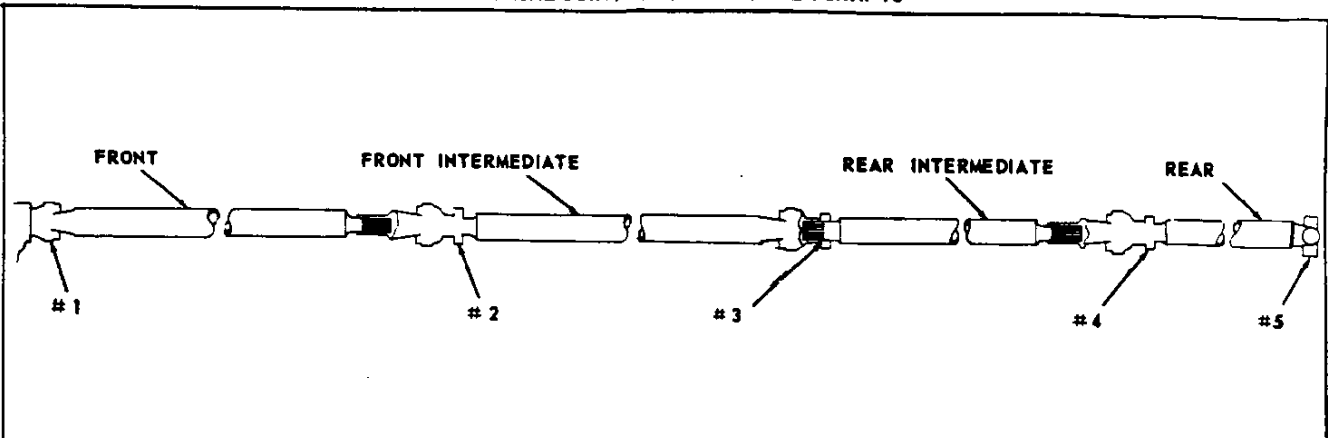 FRONT
FRONT INTERMEDIATE
REAR INTERMEDIATE
REAR
# 1
# 2
# 3
# 4
#5